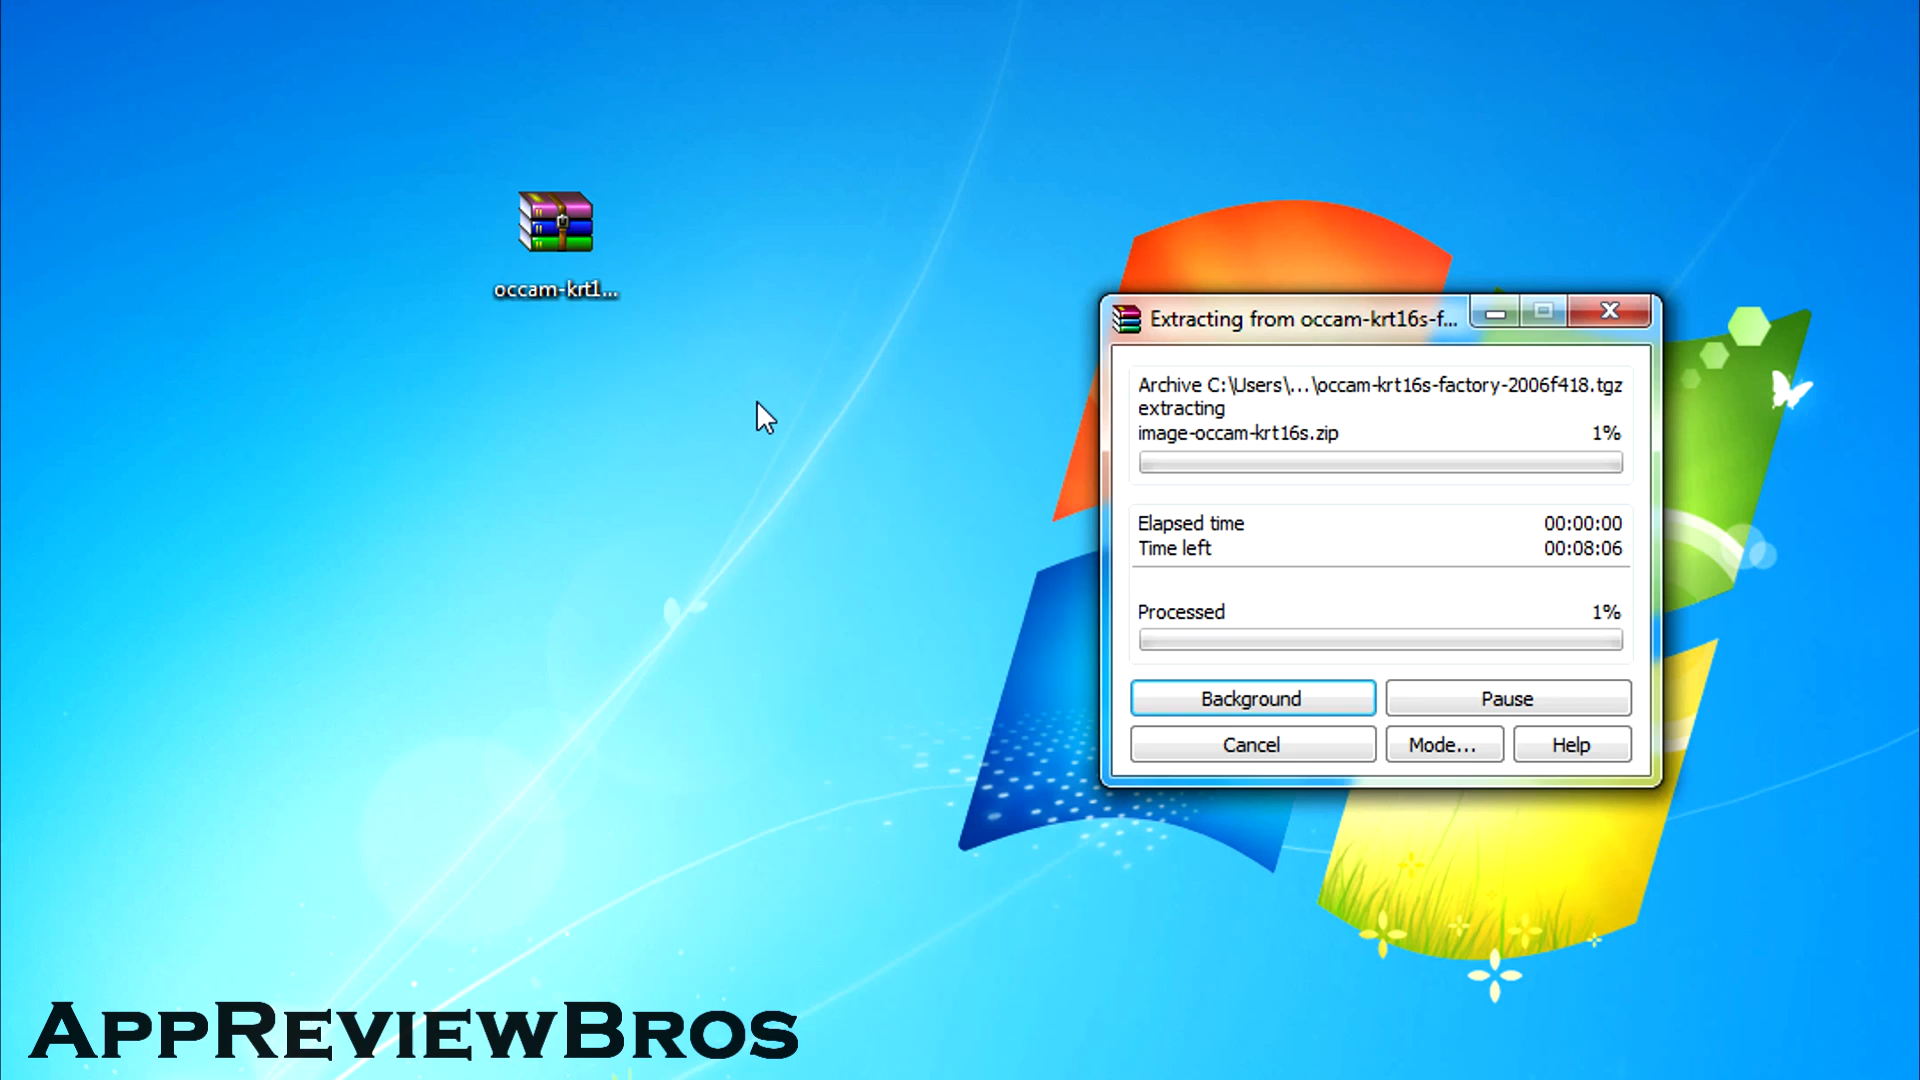 occam-krt1...
Extracting from occam-krt16s-f...
Archive C:\Users\...\occam-krt16s-factory-2006f418.tgz
extracting
image-occam-krt16s.zip 1%
Elapsed time 00:00:00
Time left 00:08:06
Processed 1%
Background Pause
Cancel Mode... Help
AppReviewBros